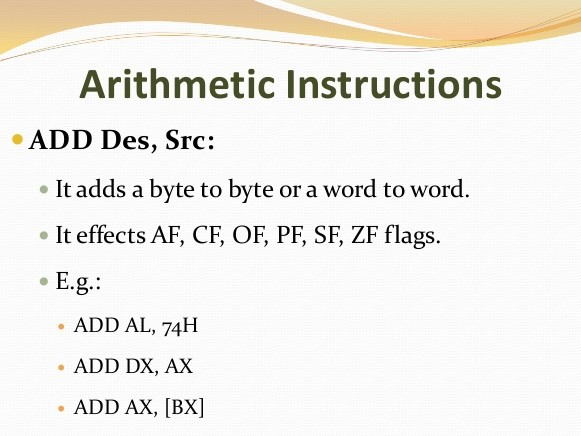 Arithmetic Instructions
ADD Des, Src:
It adds a byte to byte or a word to word.
It effects AF, CF, OF, PF, SF, ZF flags.
E.g.:
ADD AL, 74H
ADD DX, AX
ADD AX, [BX]